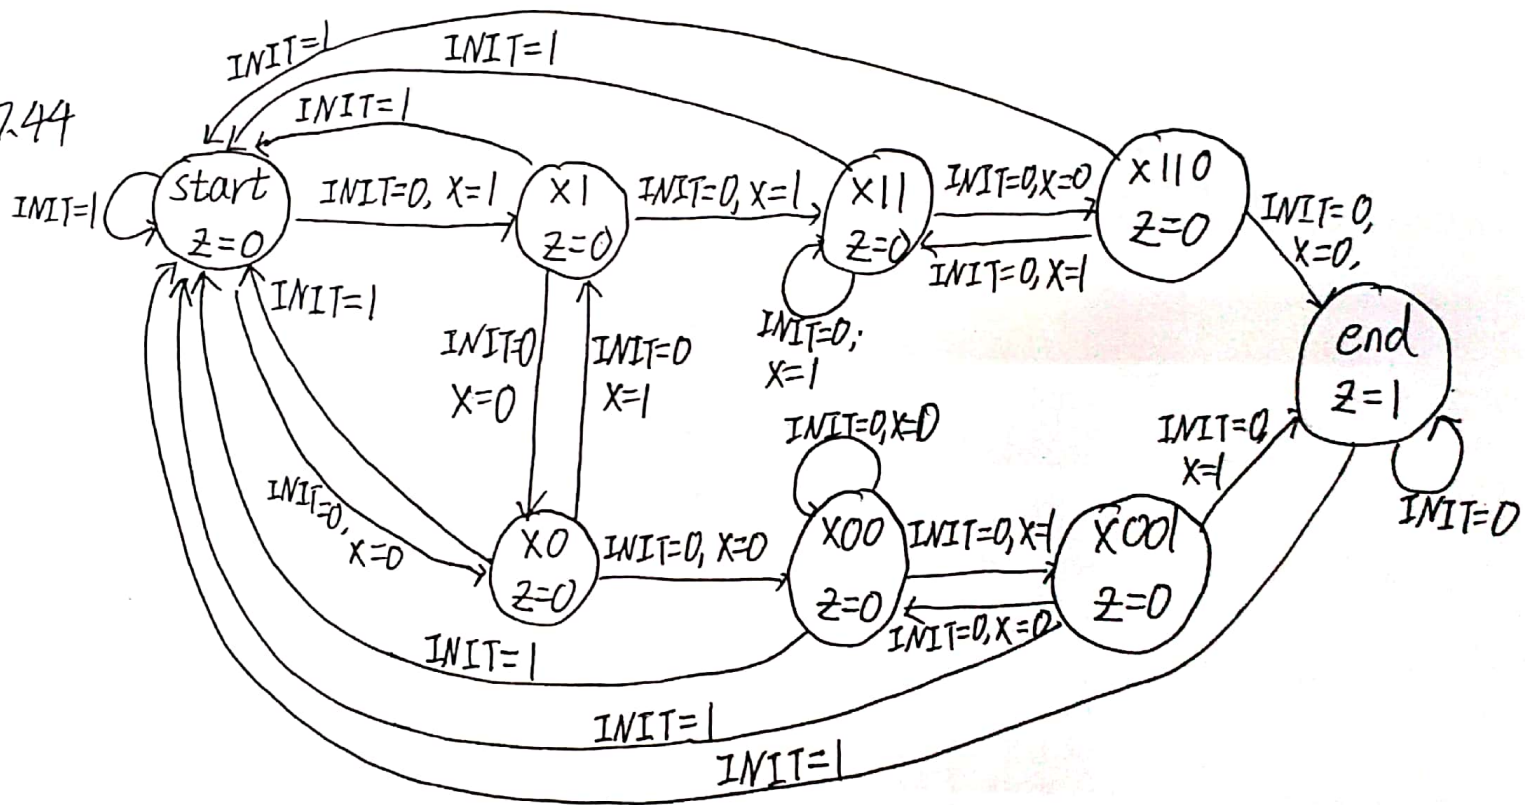 INIT=1
INIT=1
INIT=1
7.44
start
z=0
INIT=1
INIT=0, X=1
X1
z=0
INIT=0, X=1
X11
z=0
INIT=0,X=0
X110
z=0
INIT=0,X=1
INIT=0,
X=0,
INIT=0;
X=1
INIT=1
INIT=0
X=0
INIT=0
X=1
end
z=1
INIT=0
INIT=0,X=0
INIT=0
X=1
INIT=0,
X=0
X0
z=0
INIT=0, X=0
X00
z=0
INIT=0,X=1
X001
z=0
INIT=0,X=0
INIT=1
INIT=1
INIT=1